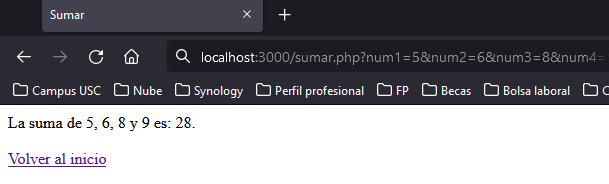 Sumar
localhost:3000/sumar.php?num1=5&num2=6&num3=8&num4=
Campus USC Nube Synology Perfil profesional FP Becas Bolsa laboral
La suma de 5, 6, 8 y 9 es: 28.
Volver al inicio